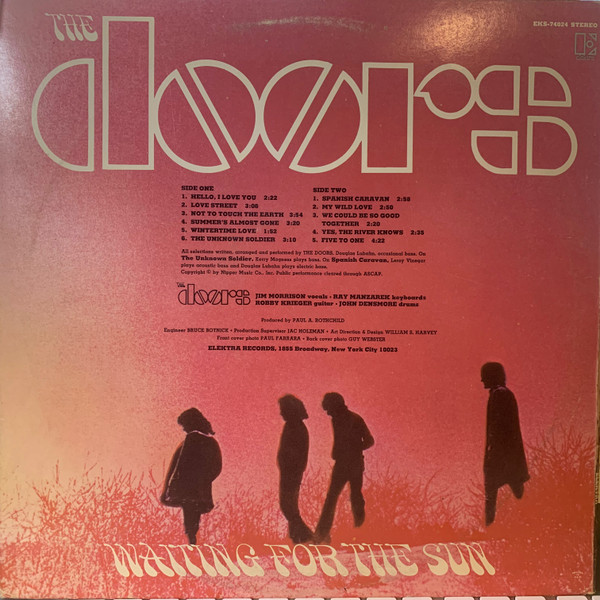 THE
doors
EKS-74024 STEREO
SIDE ONE
1. HELLO, I LOVE YOU 2:22
2. LOVE STREET 3:06
3. NOT TO TOUCH THE EARTH 3:54
4. SUMMER'S ALMOST GONE 3:20
5. WINTERTIME LOVE 1:52
6. THE UNKNOWN SOLDIER 3:10
SIDE TWO
1. SPANISH CARAVAN 2:58
2. MY WILD LOVE 2:50
3. WE COULD BE SO GOOD
TOGETHER 2:20
4. YES, THE RIVER KNOWS 2:35
5. FIVE TO ONE 4:22
All selections written, arranged and performed by THE DOORS. Douglas Lubahn, occasional bass. On
The Unknown Soldier, Kerry Magness plays bass. On Spanish Caravan, Leroy Vinegar
plays acoustic bass and Douglas Lubahn plays electric bass.
Copyright © by Nipper Music Co., Inc. Public performance cleared through ASCAP.
THE
doors
JIM MORRISON vocals • RAY MANZAREK keyboards
ROBBY KRIEGER guitar • JOHN DENSMORE drums
Produced by PAUL A. ROTHCHILD
Engineer BRUCE BOTNICK • Production Supervisor JAC HOLZMAN • Art Direction & Design WILLIAM S. HARVEY
Front cover photo PAUL FERRARA • Back cover photo GUY WEBSTER
ELEKTRA RECORDS, 1855 Broadway, New York City 10023
WAITING FOR THE SUN